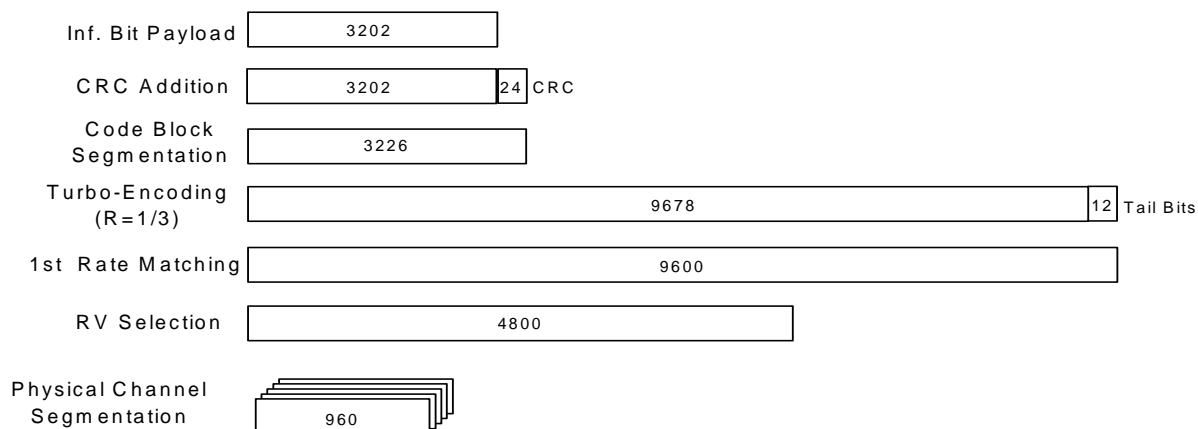 Inf. Bit Payload
3202
CRC Addition
3202
24
CRC
Code Block
Segmentation
3226
Turbo-Encoding
(R=1/3)
9678
12
Tail Bits
1st Rate Matching
9600
RV Selection
4800
Physical Channel
Segmentation
960